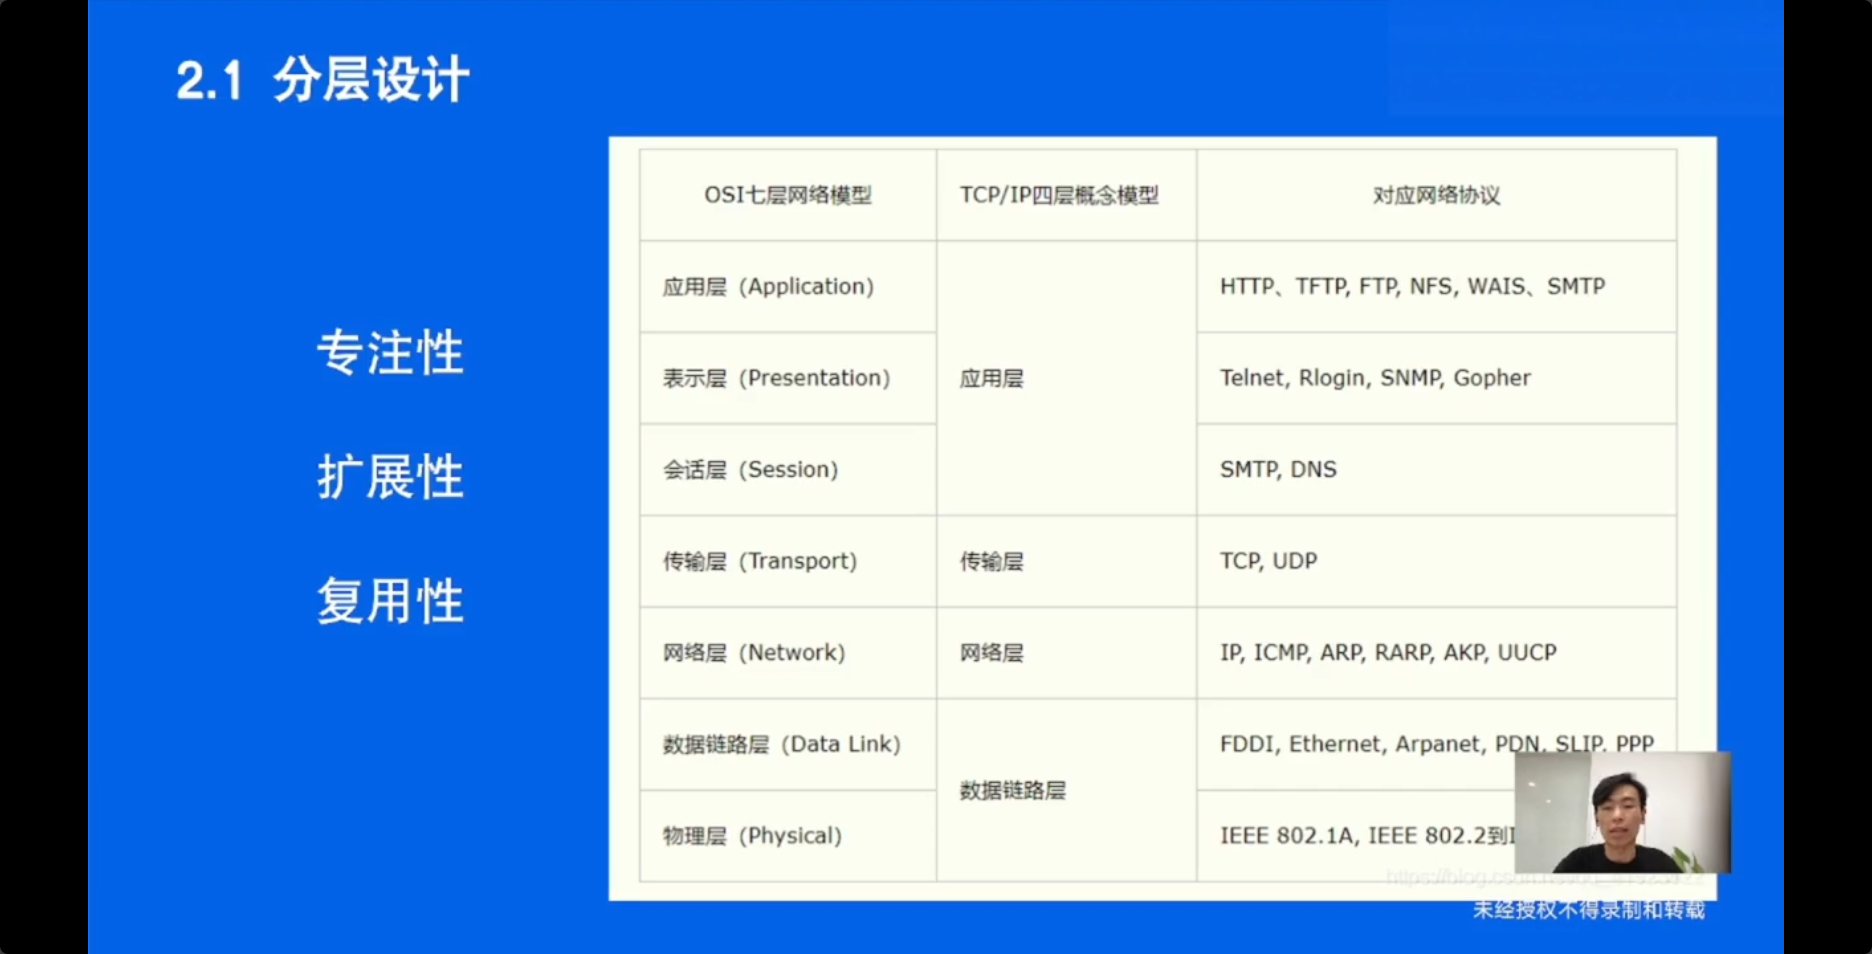 2.1 分层设计
专注性
扩展性
复用性
OSI七层网络模型 TCP/IP四层概念模型 对应网络协议
应用层（Application） HTTP、TFTP, FTP, NFS, WAIS、SMTP
表示层（Presentation） 应用层 Telnet, Rlogin, SNMP, Gopher
会话层（Session） SMTP, DNS
传输层（Transport） 传输层 TCP, UDP
网络层（Network） 网络层 IP, ICMP, ARP, RARP, AKP, UUCP
数据链路层（Data Link） FDDI, Ethernet, Arpanet, PDN, SLIP, PPP
数据链路层
物理层（Physical） IEEE 802.1A, IEEE 802.2到
未经授权不得录制和转载